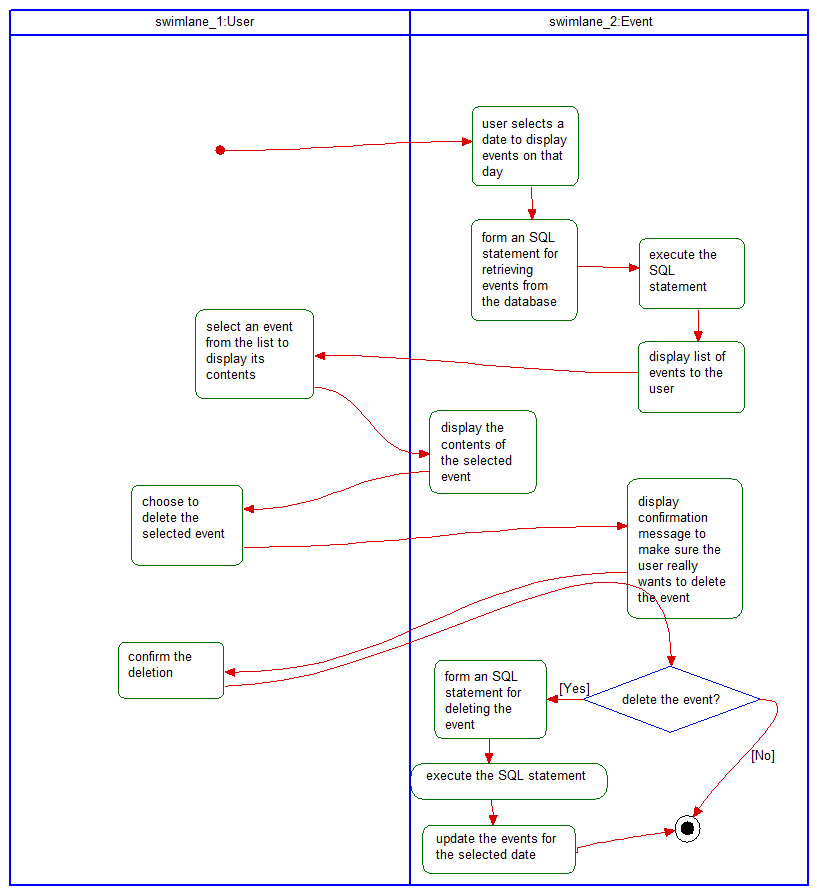 swimlane_1:User
swimlane_2:Event
user selects a
date to display
events on that
day
form an SQL
statement for
retrieving
events from
the database
execute the
SQL
statement
select an event
from the list to
display its
contents
display list of
events to the
user
display the
contents of
the selected
event
choose to
delete the
selected event
display
confirmation
message to
make sure the
user really
wants to delete
the event
confirm the
deletion
form an SQL
statement for
deleting the
event
[Yes]
delete the event?
[No]
execute the SQL statement
update the events for
the selected date